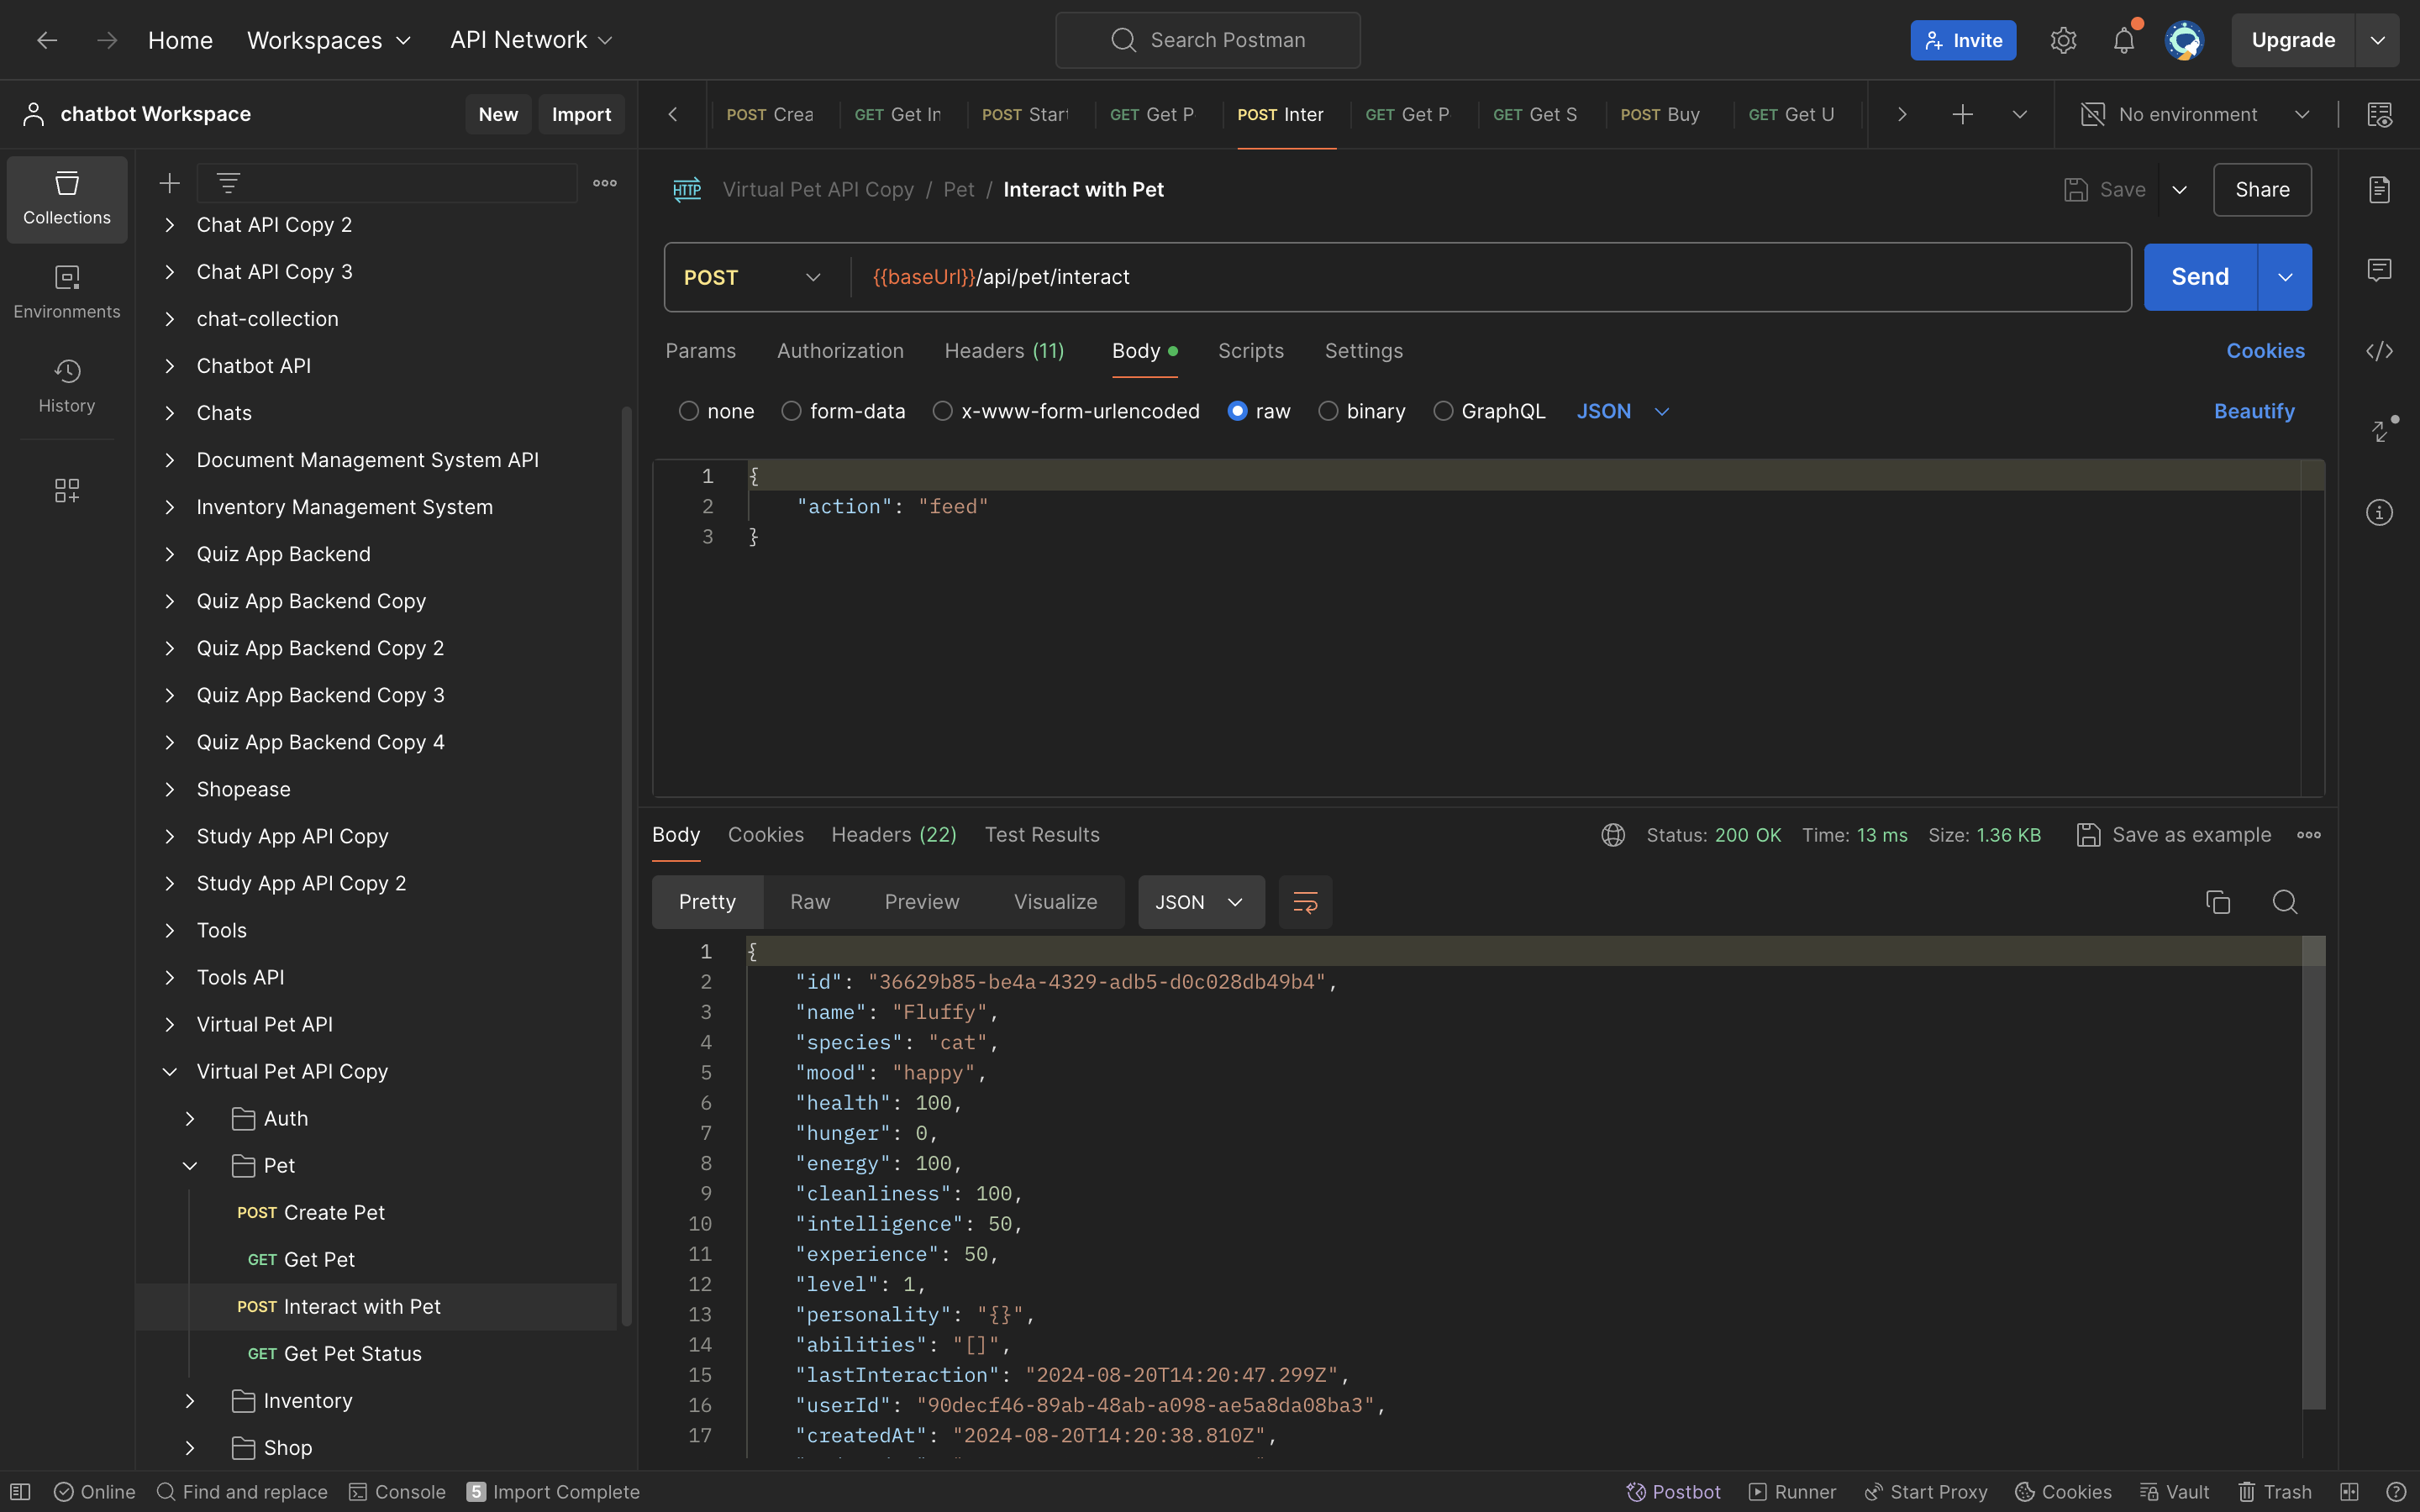 Home Workspaces API Network Search Postman Invite Upgrade
chatbot Workspace New Import
POST Crea GET Get In POST Start GET Get P POST Inter GET Get P GET Get S POST Buy GET Get U No environment
Collections
Environments
History
Chat API Copy 2
Chat API Copy 3
chat-collection
Chatbot API
Chats
Document Management System API
Inventory Management System
Quiz App Backend
Quiz App Backend Copy
Quiz App Backend Copy 2
Quiz App Backend Copy 3
Quiz App Backend Copy 4
Shopease
Study App API Copy
Study App API Copy 2
Tools
Tools API
Virtual Pet API
Virtual Pet API Copy
Auth
Pet
POST Create Pet
GET Get Pet
POST Interact with Pet
GET Get Pet Status
Inventory
Shop
HTTP Virtual Pet API Copy / Pet / Interact with Pet Save Share
POST {{baseUrl}}/api/pet/interact Send
Params Authorization Headers (11) Body Scripts Settings Cookies
none form-data x-www-form-urlencoded raw binary GraphQL JSON Beautify
1 {
2 "action": "feed"
3 }
Body Cookies Headers (22) Test Results Status: 200 OK Time: 13 ms Size: 1.36 KB Save as example
Pretty Raw Preview Visualize JSON
1 {
2 "id": "36629b85-be4a-4329-adb5-d0c028db49b4",
3 "name": "Fluffy",
4 "species": "cat",
5 "mood": "happy",
6 "health": 100,
7 "hunger": 0,
8 "energy": 100,
9 "cleanliness": 100,
10 "intelligence": 50,
11 "experience": 50,
12 "level": 1,
13 "personality": "{}",
14 "abilities": "[]",
15 "lastInteraction": "2024-08-20T14:20:47.299Z",
16 "userId": "90decf46-89ab-48ab-a098-ae5a8da08ba3",
17 "createdAt": "2024-08-20T14:20:38.810Z",
Online Find and replace Console 5 Import Complete Postbot Runner Start Proxy Cookies Vault Trash